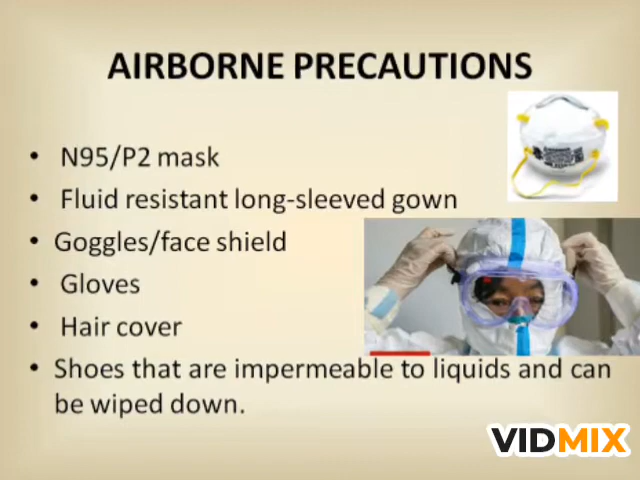 AIRBORNE PRECAUTIONS
• N95/P2 mask
• Fluid resistant long-sleeved gown
• Goggles/face shield
• Gloves
• Hair cover
• Shoes that are impermeable to liquids and can
be wiped down.
VIDMIX